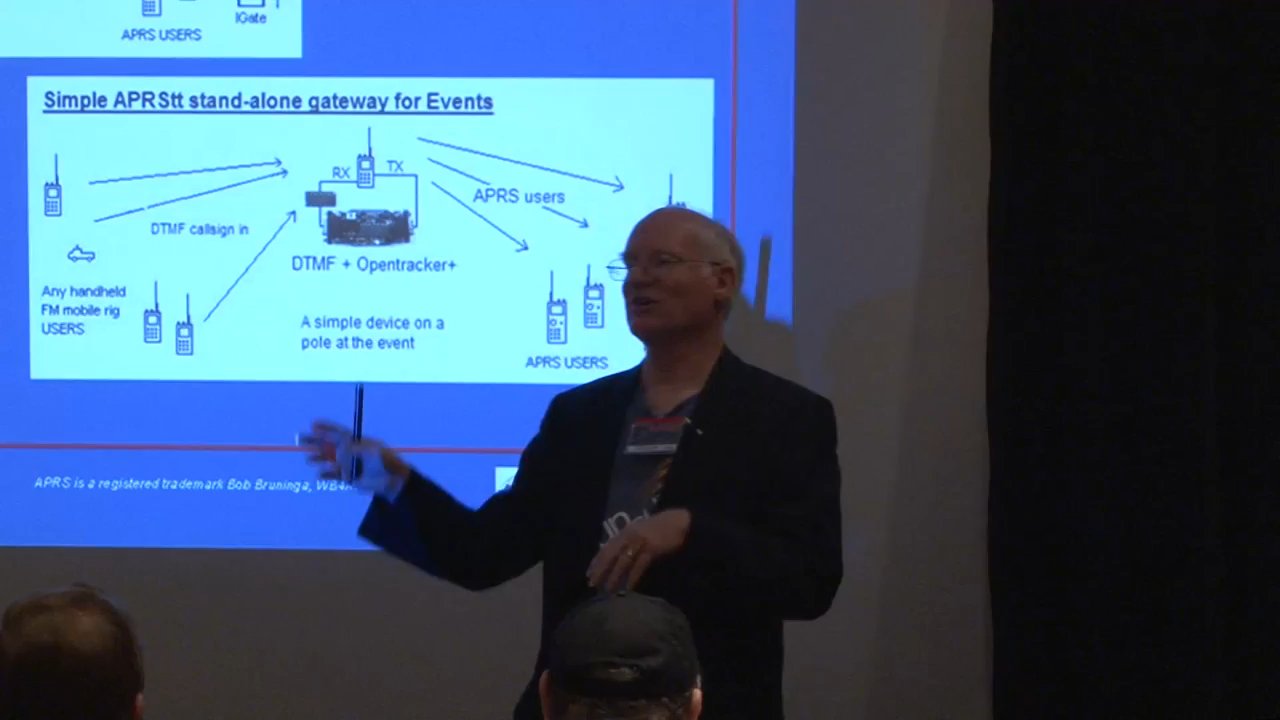 IGate
APRS USERS
Simple APRStt stand-alone gateway for Events
RX
TX
APRS users
DTMF callsign in
DTMF + Opentracker+
Any handheld
FM mobile rig
USERS
A simple device on a
pole at the event
APRS USERS
APRS is a registered trademark Bob Bruninga,